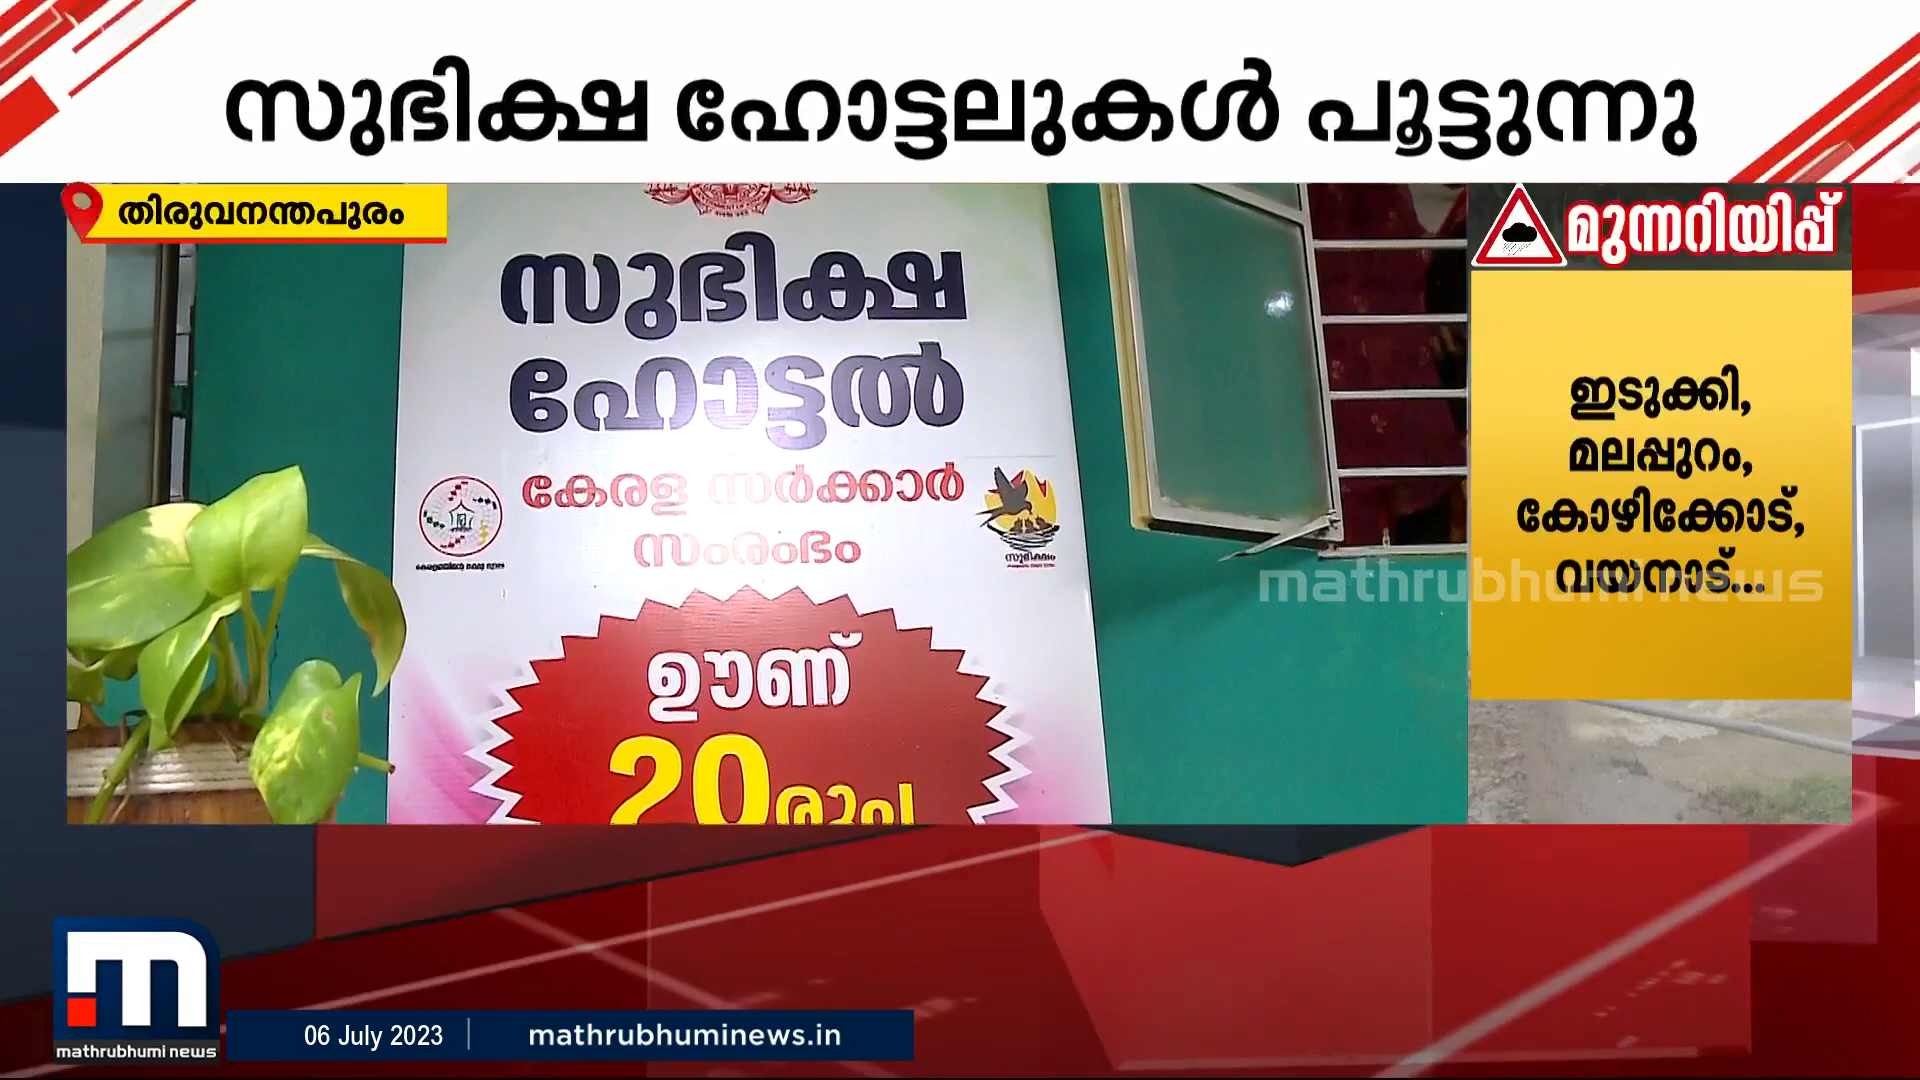 സുഭിക്ഷ ഹോട്ടലുകൾ പൂട്ടുന്നു
തിരുവനന്തപുരം
മുന്നറിയിപ്പ്
സുഭിക്ഷ
ഹോട്ടൽ
കേരള സർക്കാർ
സംരംഭം
സുഭിക്ഷം
ഊണ്
20 രൂപ
ഇടുക്കി,
മലപ്പുറം,
കോഴിക്കോട്,
വയനാട്...
mathrubhumi news
mathrubhumi news
06 July 2023
mathrubhuminews.in